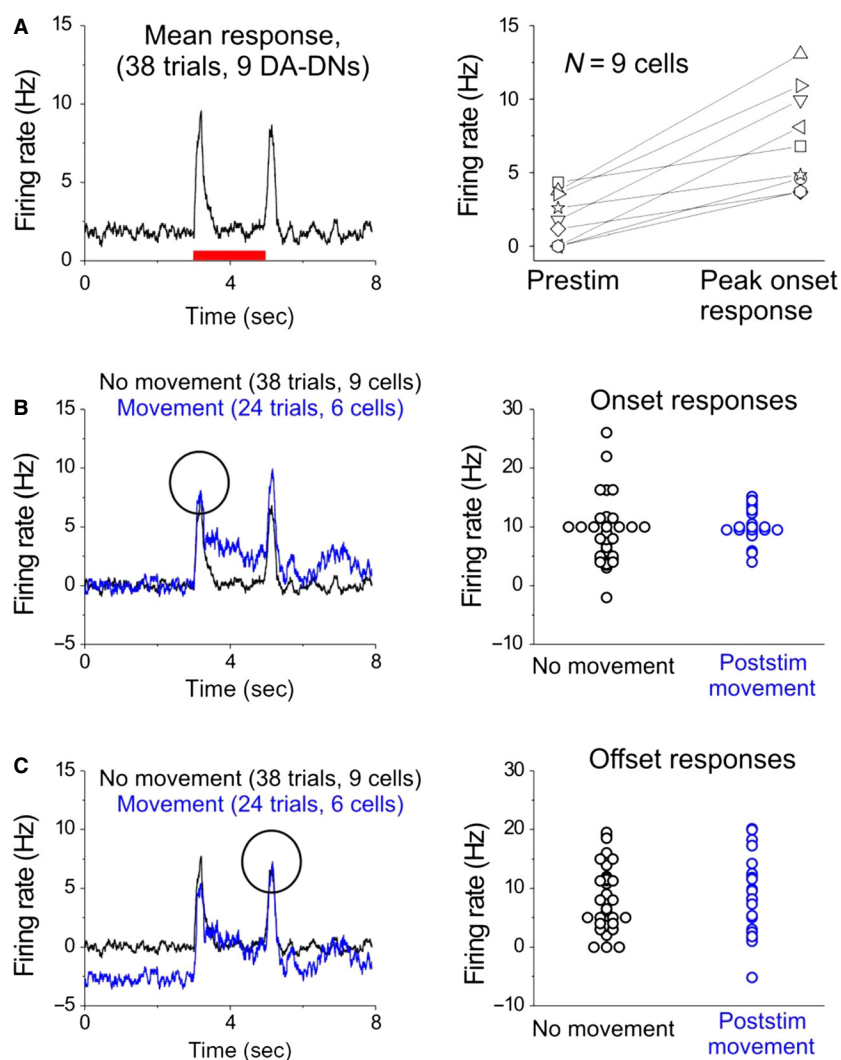 A
Mean response,
(38 trials, 9 DA-DNs)
Firing rate (Hz)
15
10
5
0
0
4
8
Time (sec)
N = 9 cells
Firing rate (Hz)
15
10
5
0
Prestim
Peak onset
response
B
No movement (38 trials, 9 cells)
Movement (24 trials, 6 cells)
Firing rate (Hz)
15
10
5
0
−5
0
4
8
Time (sec)
Onset responses
Firing rate (Hz)
30
20
10
0
−10
No movement
Poststim
movement
C
No movement (38 trials, 9 cells)
Movement (24 trials, 6 cells)
Firing rate (Hz)
15
10
5
0
−5
0
4
8
Time (sec)
Offset responses
Firing rate (Hz)
30
20
10
0
−10
No movement
Poststim
movement